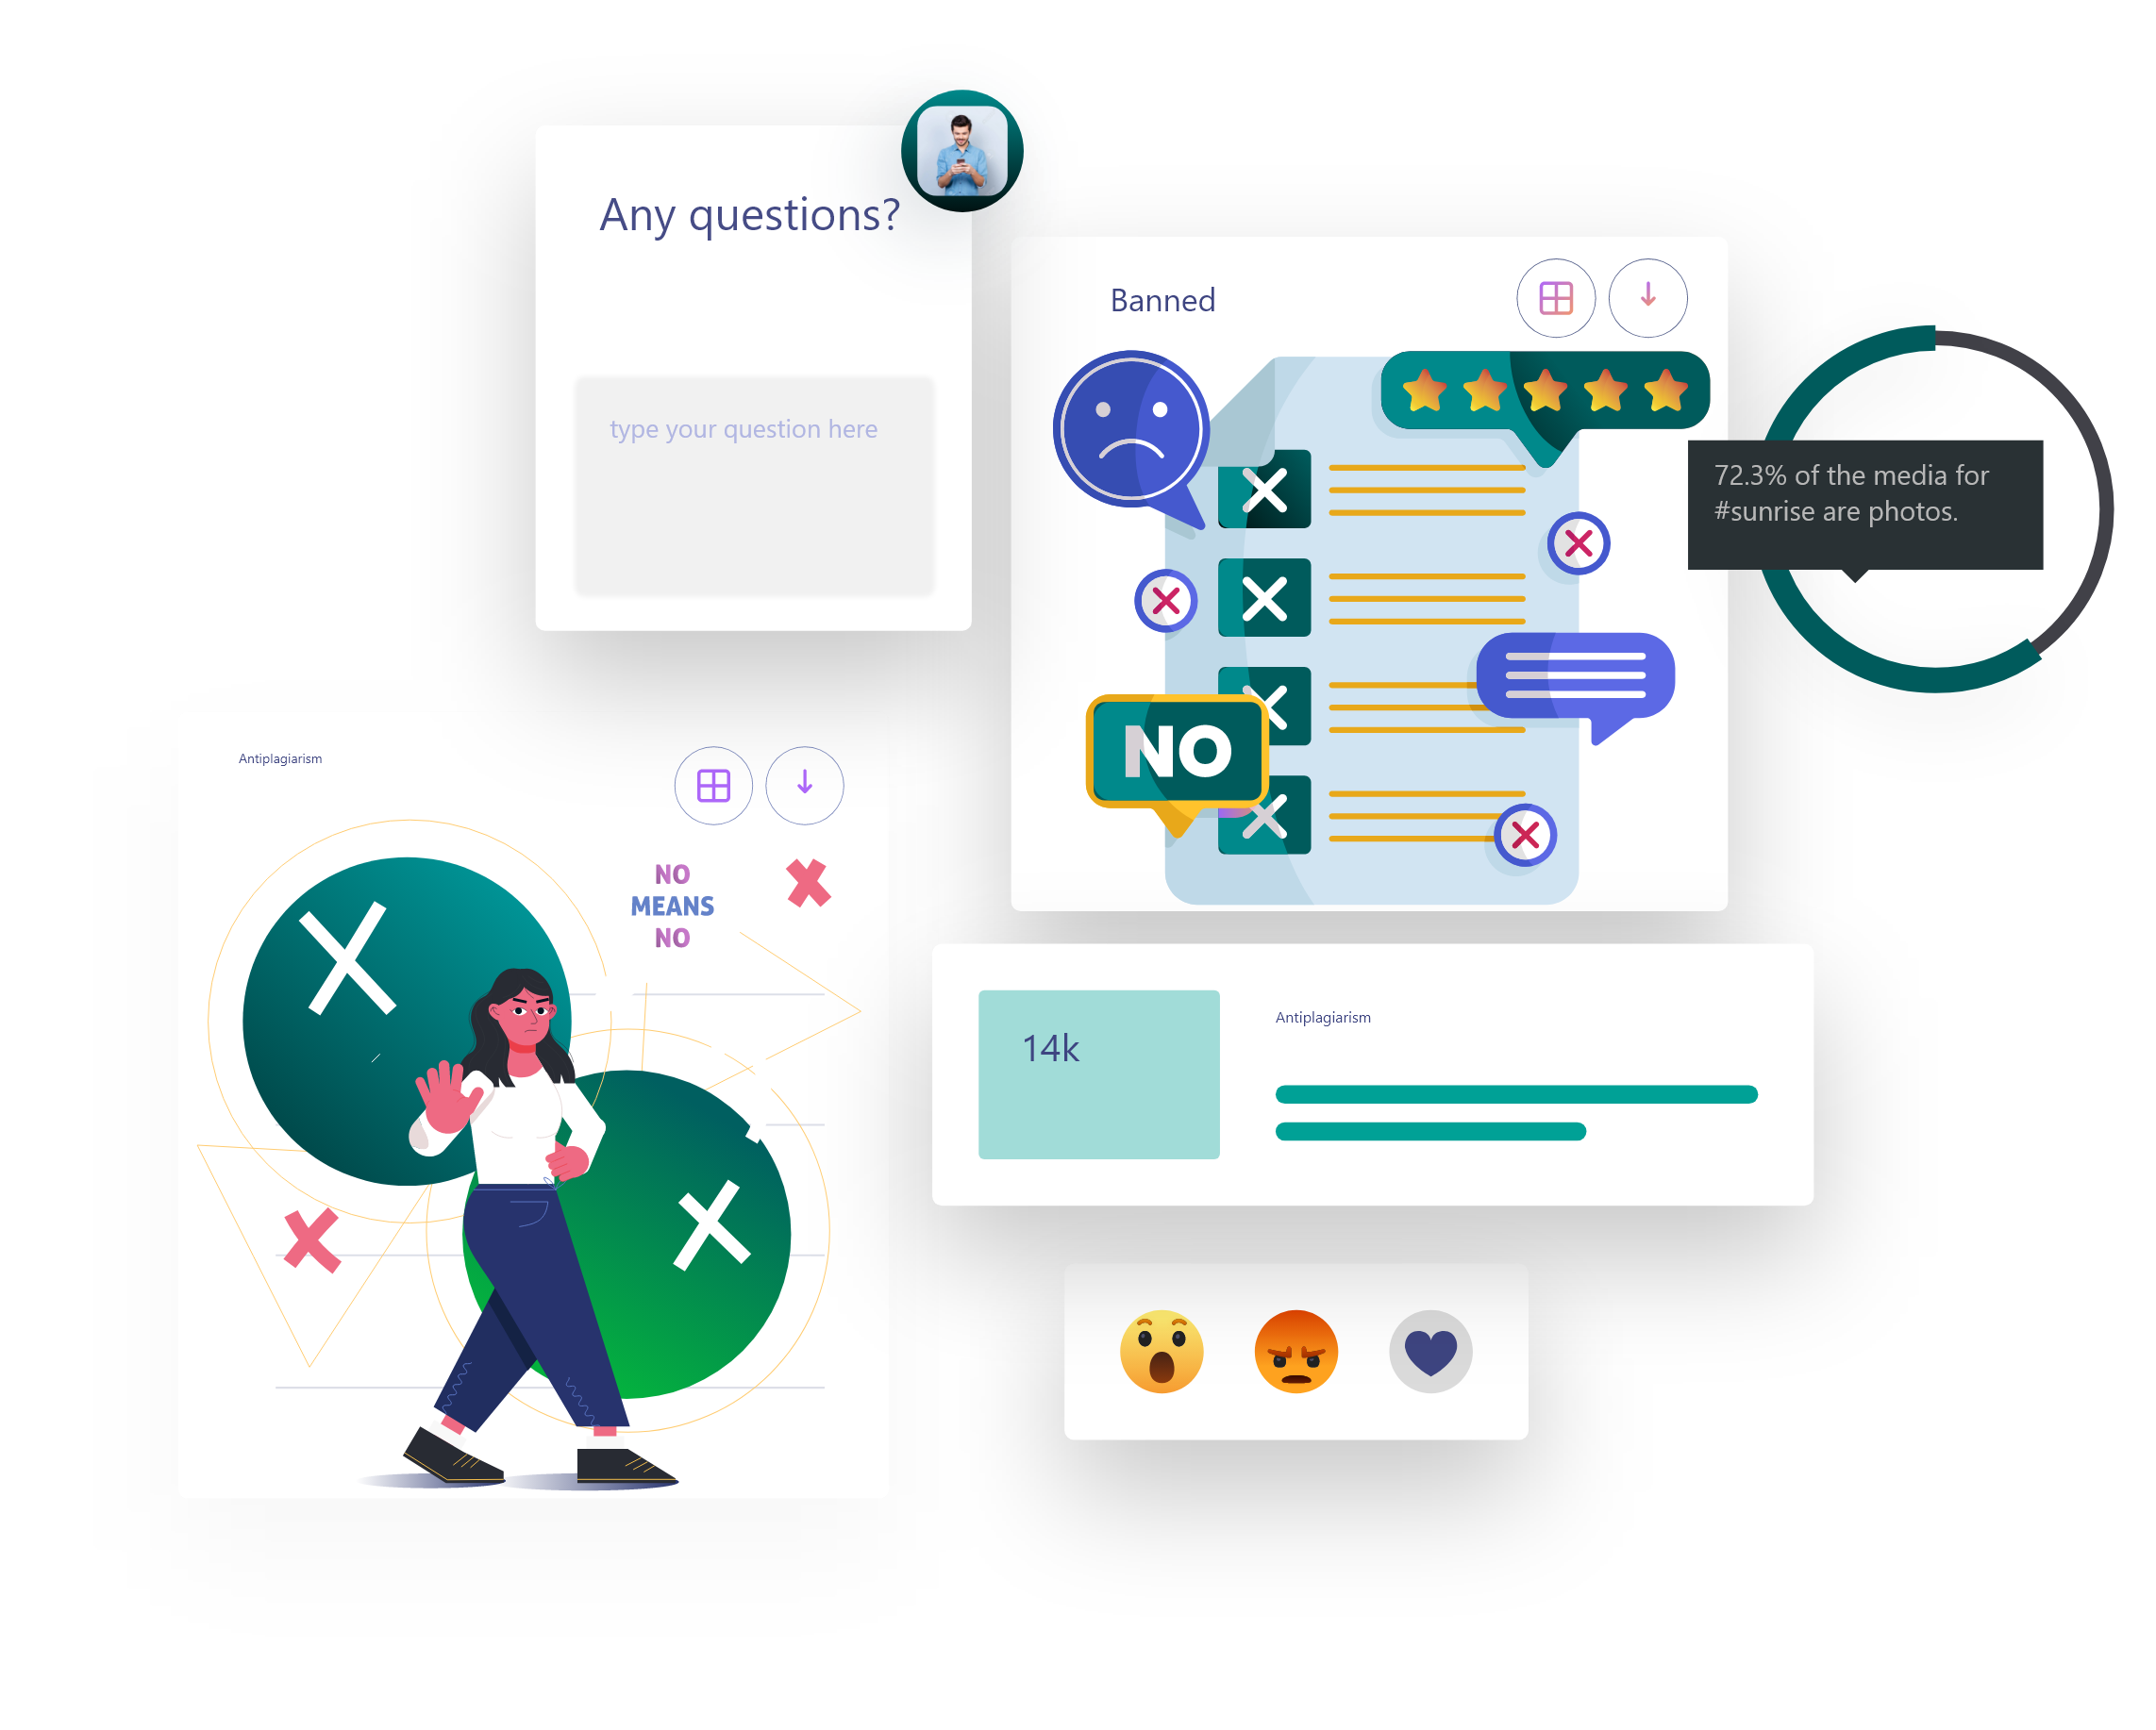 Any questions?
type your question here
Banned
72.3% of the media for
#sunrise are photos.
NO
Antiplagiarism
NO
MEANS
NO
14k
Antiplagiarism